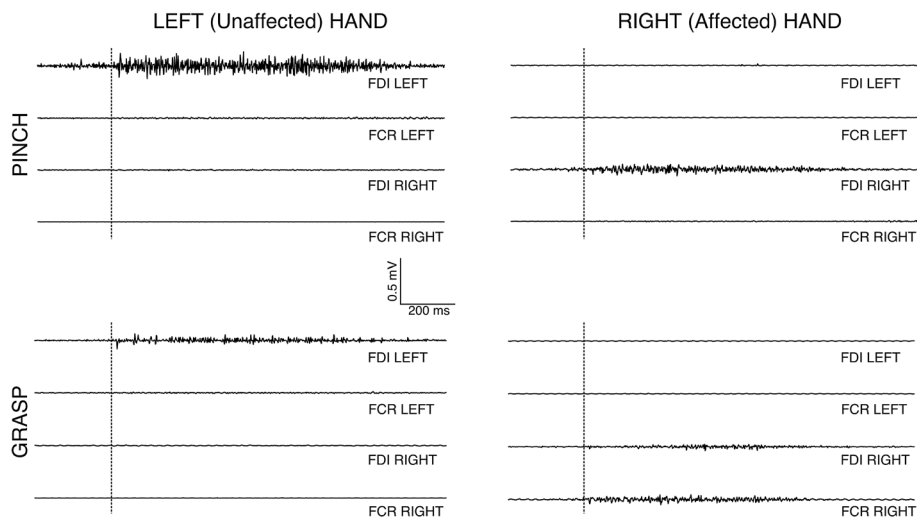 LEFT (Unaffected) HAND
RIGHT (Affected) HAND
PINCH
FDI LEFT
FCR LEFT
FDI RIGHT
FCR RIGHT
FDI LEFT
FCR LEFT
FDI RIGHT
FCR RIGHT
0.5 mV
200 ms
GRASP
FDI LEFT
FCR LEFT
FDI RIGHT
FCR RIGHT
FDI LEFT
FCR LEFT
FDI RIGHT
FCR RIGHT